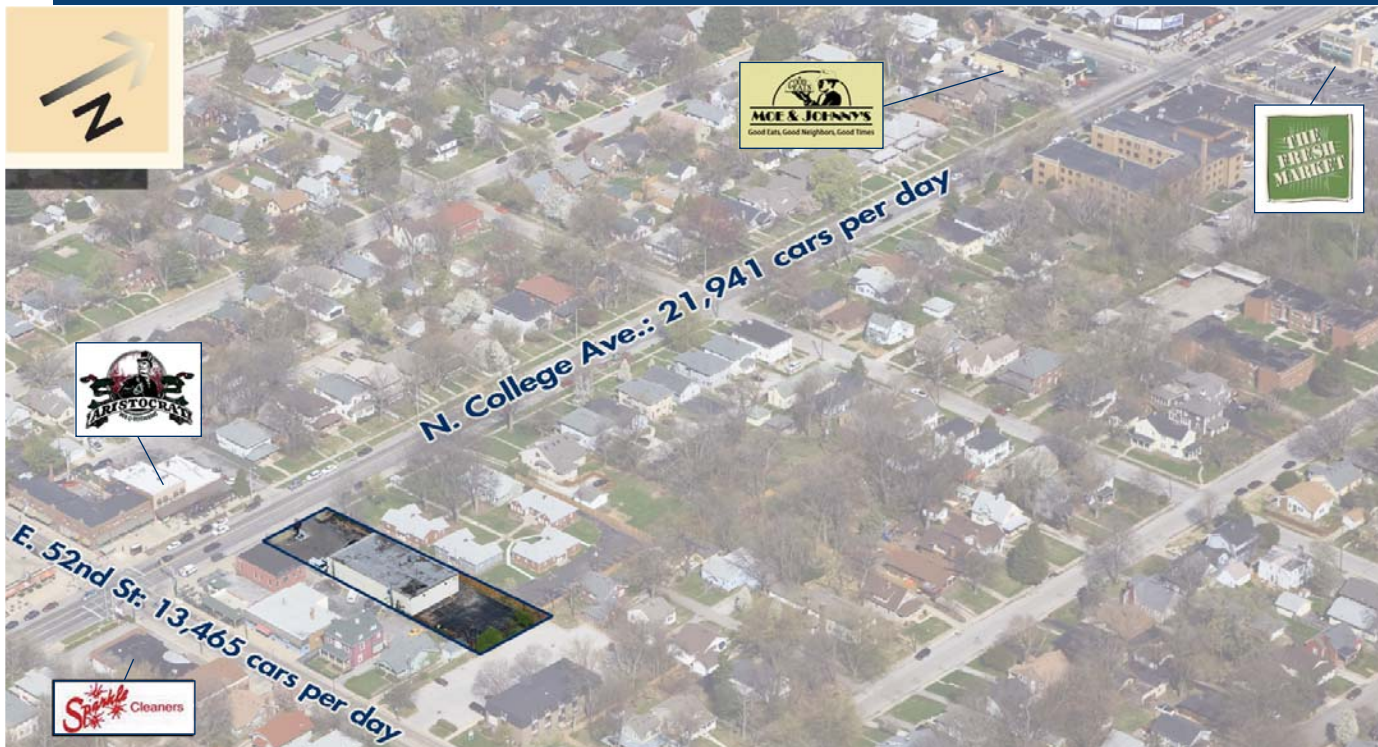 N
MOE & JOHNNY'S
Good Eats, Good Neighbors, Good Times
THE
FRESH
MARKET
N. College Ave.: 21,941 cars per day
ARISTOCRAT
E. 52nd St: 13,465 cars per day
Sparkle Cleaners